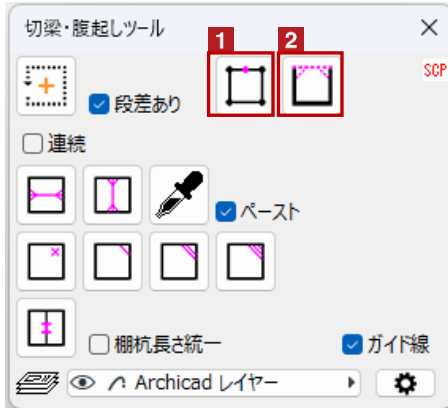 切梁・腹起しツール
1
2
SCP
段差あり
連続
ペースト
棚杭長さ統一
ガイド線
Archicad レイヤー